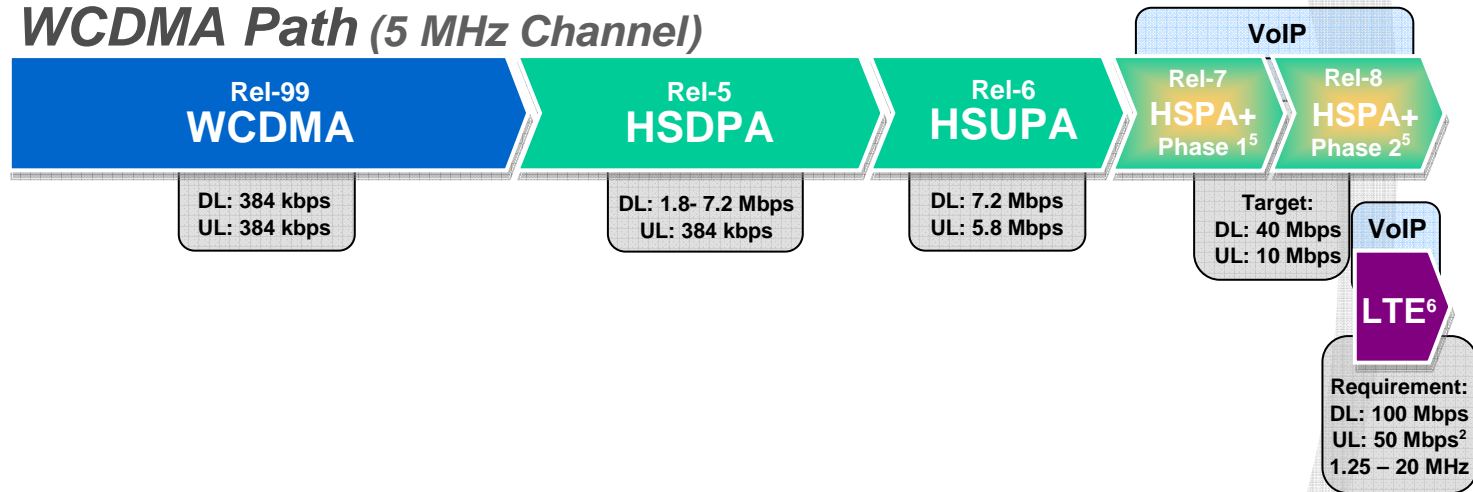 WCDMA Path (5 MHz Channel)
VoIP
Rel-99
WCDMA
Rel-5
HSDPA
Rel-6
HSUPA
Rel-7
HSPA+
Phase 1⁵
Rel-8
HSPA+
Phase 2⁵
DL: 384 kbps
UL: 384 kbps
DL: 1.8- 7.2 Mbps
UL: 384 kbps
DL: 7.2 Mbps
UL: 5.8 Mbps
Target:
DL: 40 Mbps
UL: 10 Mbps
VoIP
LTE⁶
Requirement:
DL: 100 Mbps
UL: 50 Mbps²
1.25 – 20 MHz